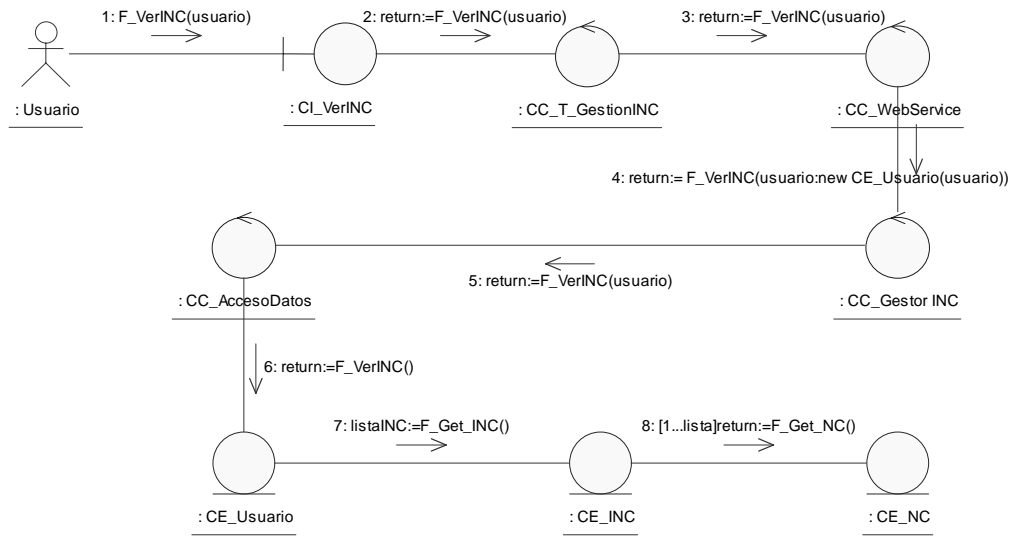 1: F_VerINC(usuario)
2: return:=F_VerINC(usuario)
3: return:=F_VerINC(usuario)
: Usuario
: CI_VerINC
: CC_T_GestionINC
: CC_WebService
4: return:= F_VerINC(usuario:new CE_Usuario(usuario))
5: return:=F_VerINC(usuario)
: CC_AccesoDatos
: CC_Gestor INC
6: return:=F_VerINC()
7: listaINC:=F_Get_INC()
8: [1...lista]return:=F_Get_NC()
: CE_Usuario
: CE_INC
: CE_NC